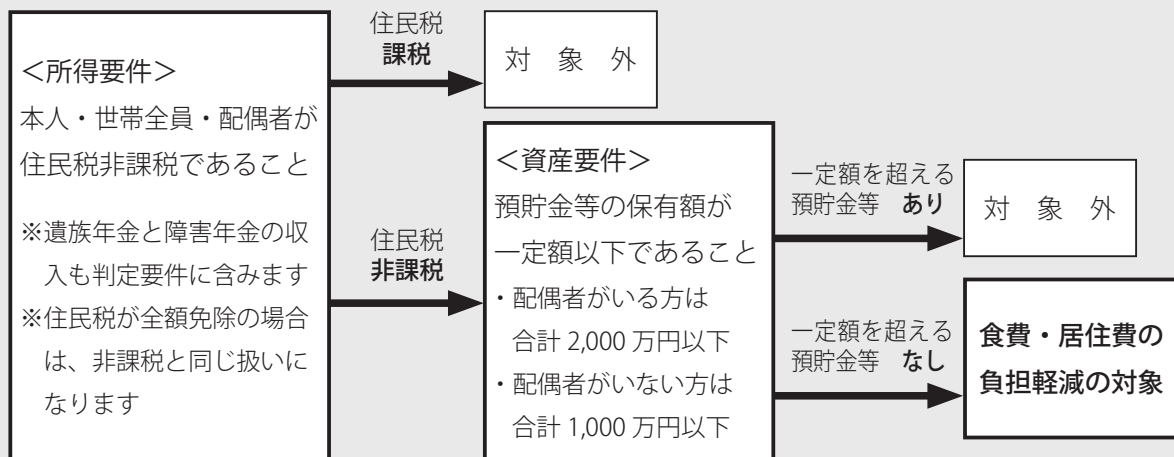 <所得要件>
本人・世帯全員・配偶者が
住民税非課税であること
※遺族年金と障害年金の収
入も判定要件に含みます
※住民税が全額免除の場合
は、非課税と同じ扱いに
なります
住民税
課税
対象外
住民税
非課税
<資産要件>
預貯金等の保有額が
一定額以下であること
・配偶者がいる方は
合計 2,000 万円以下
・配偶者がいない方は
合計 1,000 万円以下
一定額を超える
預貯金等 あり
対象外
一定額を超える
預貯金等 なし
食費・居住費の
負担軽減の対象